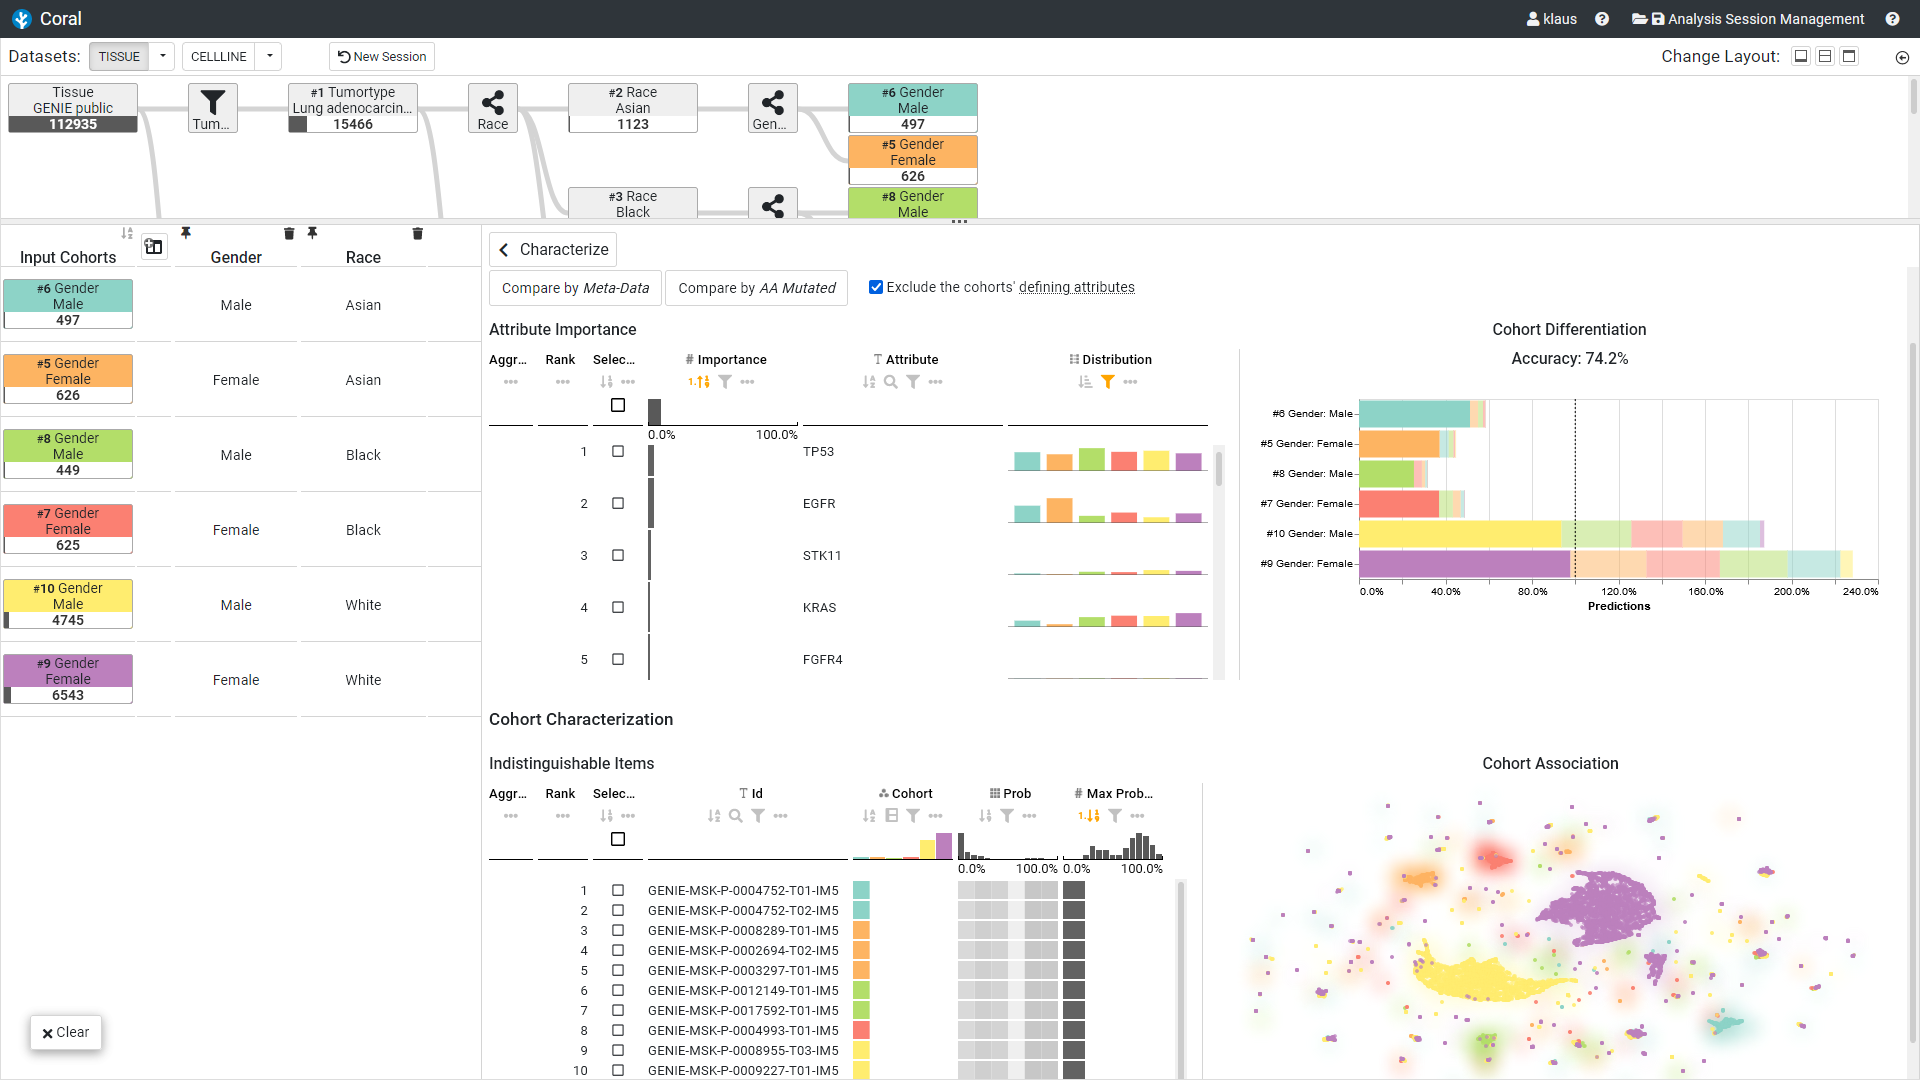 Coral
klaus
Analysis Session Management
Datasets:
TISSUE
CELLLINE
New Session
Change Layout:
Tissue
GENIE public
112935
Tum...
#1 Tumortype
Lung adenocarcin...
15466
Race
#2 Race
Asian
1123
Gen...
#6 Gender
Male
497
#5 Gender
Female
626
#3 Race
Black
#8 Gender
Male
Input Cohorts
Gender
Race
#6 Gender
Male
497
Male
Asian
#5 Gender
Female
626
Female
Asian
#8 Gender
Male
449
Male
Black
#7 Gender
Female
625
Female
Black
#10 Gender
Male
4745
Male
White
#9 Gender
Female
6543
Female
White
Clear
Characterize
Compare by Meta-Data
Compare by AA Mutated
Exclude the cohorts' defining attributes
Attribute Importance
Aggr...
Rank
Selec...
# Importance
Attribute
Distribution
0.0%
100.0%
1
TP53
2
EGFR
3
STK11
4
KRAS
5
FGFR4
Cohort Differentiation
Accuracy: 74.2%
#6 Gender: Male
#5 Gender: Female
#8 Gender: Male
#7 Gender: Female
#10 Gender: Male
#9 Gender: Female
0.0%
40.0%
80.0%
120.0%
160.0%
200.0%
240.0%
Predictions
Cohort Characterization
Indistinguishable Items
Aggr...
Rank
Selec...
Id
Cohort
Prob
# Max Prob...
0.0%
100.0%
0.0%
100.0%
1
GENIE-MSK-P-0004752-T01-IM5
2
GENIE-MSK-P-0004752-T02-IM5
3
GENIE-MSK-P-0008289-T01-IM5
4
GENIE-MSK-P-0002694-T02-IM5
5
GENIE-MSK-P-0003297-T01-IM5
6
GENIE-MSK-P-0012149-T01-IM5
7
GENIE-MSK-P-0017592-T01-IM5
8
GENIE-MSK-P-0004993-T01-IM5
9
GENIE-MSK-P-0008955-T03-IM5
10
GENIE-MSK-P-0009227-T01-IM5
Cohort Association